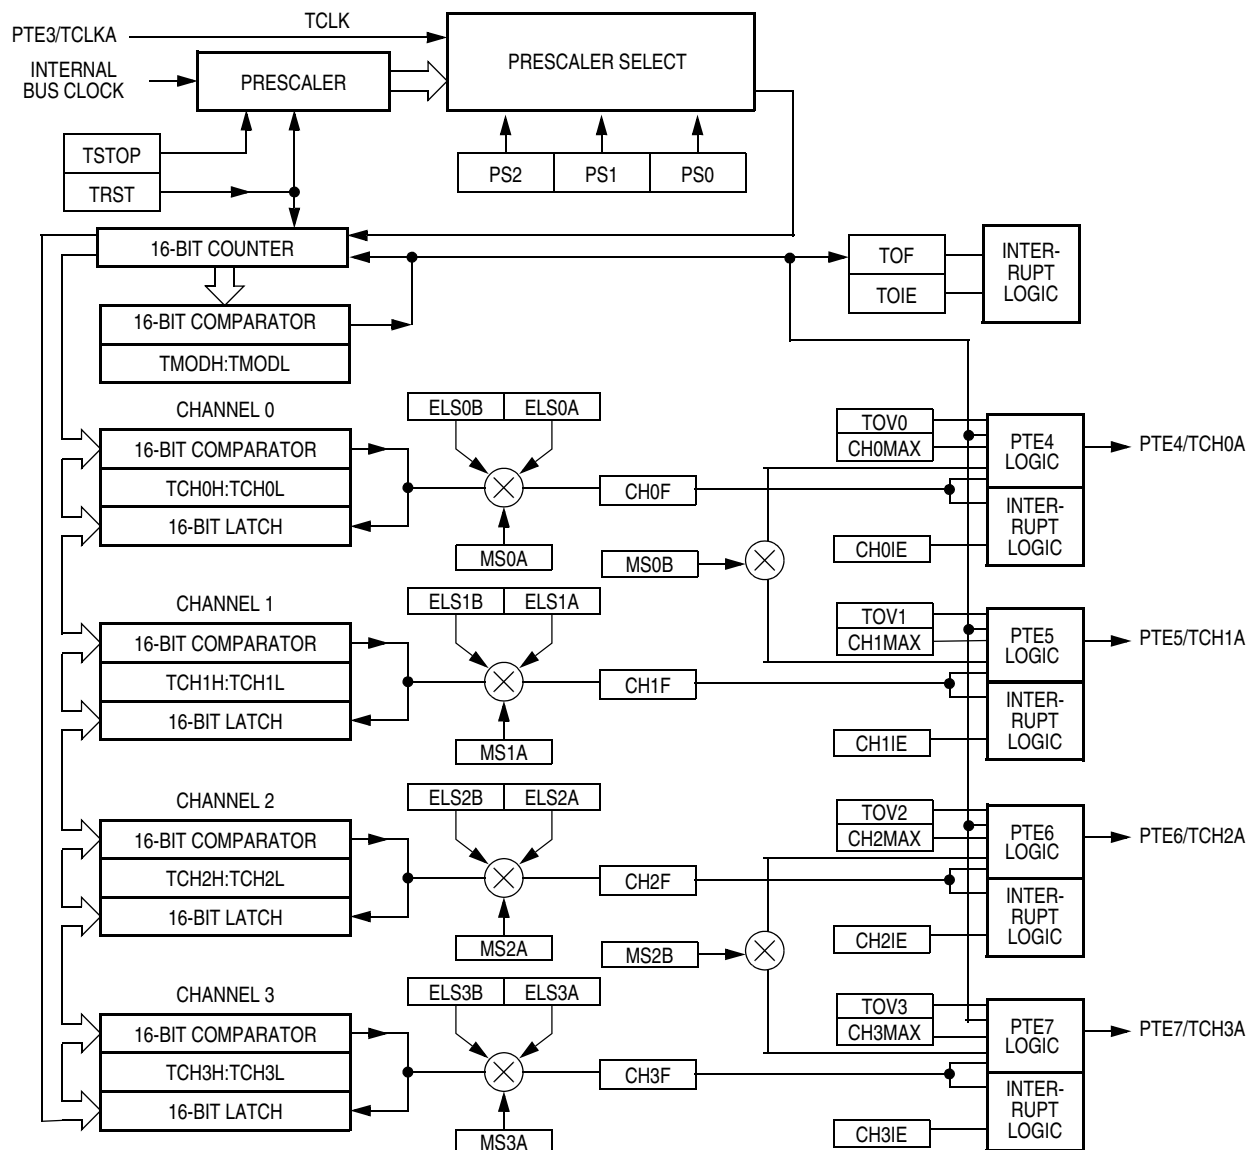 TCLK
PTE3/TCLKA
PRESCALER SELECT
INTERNAL
BUS CLOCK
PRESCALER
TSTOP
TRST
PS2 PS1 PS0
16-BIT COUNTER
TOF
TOIE
INTER-
RUPT
LOGIC
16-BIT COMPARATOR
TMODH:TMODL
CHANNEL 0
ELS0B ELS0A
16-BIT COMPARATOR
TCH0H:TCH0L
16-BIT LATCH
MS0A
CH0F
MS0B
TOV0
CH0MAX
CH0IE
PTE4
LOGIC
INTER-
RUPT
LOGIC
PTE4/TCH0A
CHANNEL 1
ELS1B ELS1A
16-BIT COMPARATOR
TCH1H:TCH1L
16-BIT LATCH
MS1A
CH1F
TOV1
CH1MAX
CH1IE
PTE5
LOGIC
INTER-
RUPT
LOGIC
PTE5/TCH1A
CHANNEL 2
ELS2B ELS2A
16-BIT COMPARATOR
TCH2H:TCH2L
16-BIT LATCH
MS2A
CH2F
MS2B
TOV2
CH2MAX
CH2IE
PTE6
LOGIC
INTER-
RUPT
LOGIC
PTE6/TCH2A
CHANNEL 3
ELS3B ELS3A
16-BIT COMPARATOR
TCH3H:TCH3L
16-BIT LATCH
MS3A
CH3F
TOV3
CH3MAX
CH3IE
PTE7
LOGIC
INTER-
RUPT
LOGIC
PTE7/TCH3A